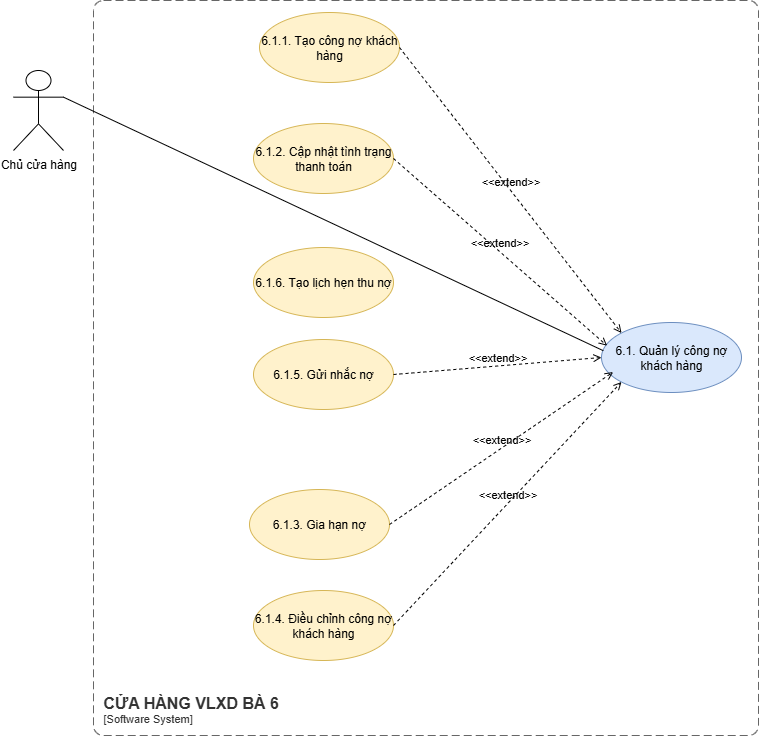 6.1.1. Tạo công nợ khách
hàng
Chủ cửa hàng
6.1.2. Cập nhật tình trạng
thanh toán
<<extend>>
<<extend>>
6.1.6. Tạo lịch hẹn thu nợ
6.1. Quản lý công nợ
khách hàng
<<extend>>
6.1.5. Gửi nhắc nợ
<<extend>>
<<extend>>
6.1.3. Gia hạn nợ
6.1.4. Điều chỉnh công nợ
khách hàng
CỬA HÀNG VLXD BÀ 6
[Software System]